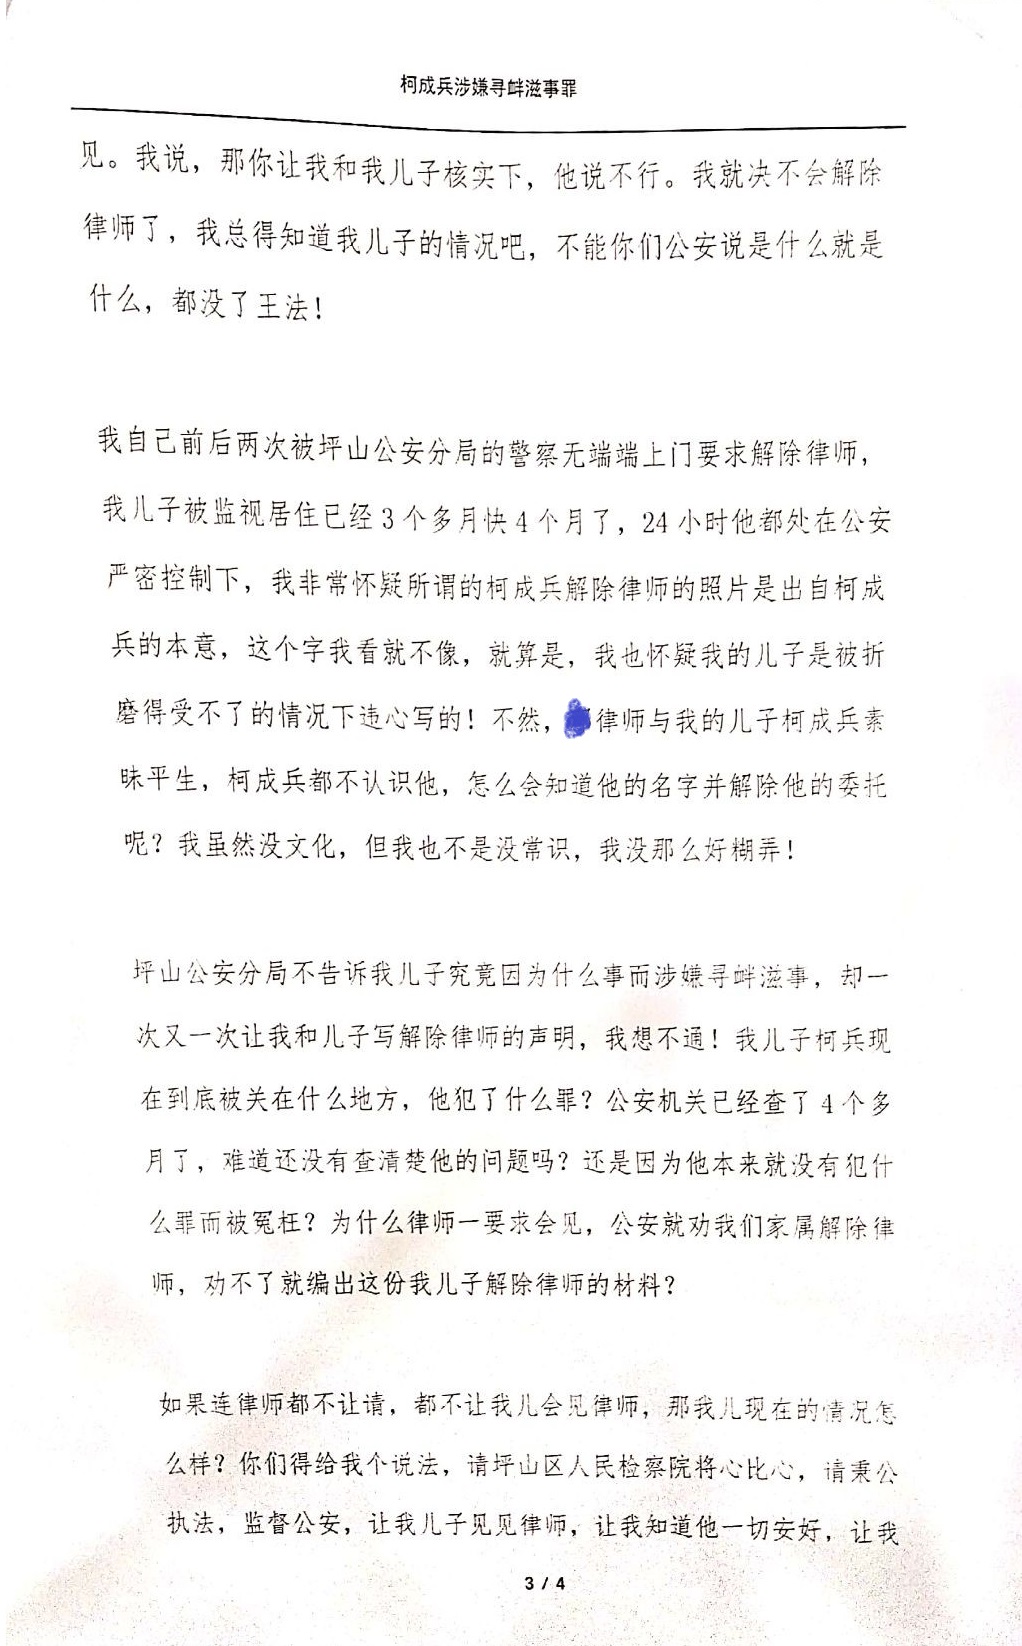 柯成兵涉嫌寻衅滋事罪
见。我说，那你让我和我儿子核实下，他说不行。我就决不会解除
律师了，我总得知道我儿子的情况吧，不能你们公安说是什么就是
什么，都没了王法！
我自己前后两次被坪山公安分局的警察无端端上门要求解除律师，
我儿子被监视居住已经3个多月快4个月了，24小时他都处在公安
严密控制下，我非常怀疑所谓的柯成兵解除律师的照片是出自柯成
兵的本意，这个字我看就不像，就算是，我也怀疑我的儿子是被折
磨得受不了的情况下违心写的！不然，律师与我的儿子柯成兵素
昧平生，柯成兵都不认识他，怎么会知道他的名字并解除他的委托
呢？我虽然没文化，但我也不是没常识，我没那么好糊弄！
坪山公安分局不告诉我儿子究竟因为什么事而涉嫌寻衅滋事，却一
次又一次让我和儿子写解除律师的声明，我想不通！我儿子柯兵现
在到底被关在什么地方，他犯了什么罪？公安机关已经查了4个多
月了，难道还没有查清楚他的问题吗？还是因为他本来就没有犯什
么罪而被冤枉？为什么律师一要求会见，公安就劝我们家属解除律
师，劝不了就编出这份我儿子解除律师的材料？
如果连律师都不让请，都不让我儿会见律师，那我儿现在的情况怎
么样？你们得给我个说法，请坪山区人民检察院将心比心，请秉公
执法，监督公安，让我儿子见见律师，让我知道他一切安好，让我
3 / 4